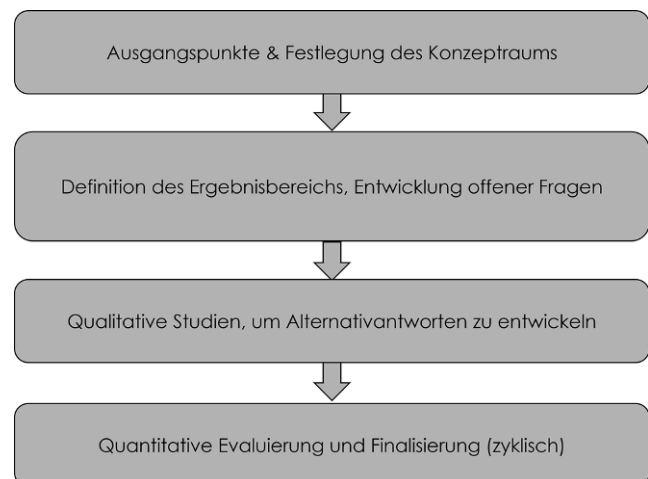 Ausgangspunkte & Festlegung des Konzeptraums
Definition des Ergebnisbereichs, Entwicklung offener Fragen
Qualitative Studien, um Alternativantworten zu entwickeln
Quantitative Evaluierung und Finalisierung (zyklisch)